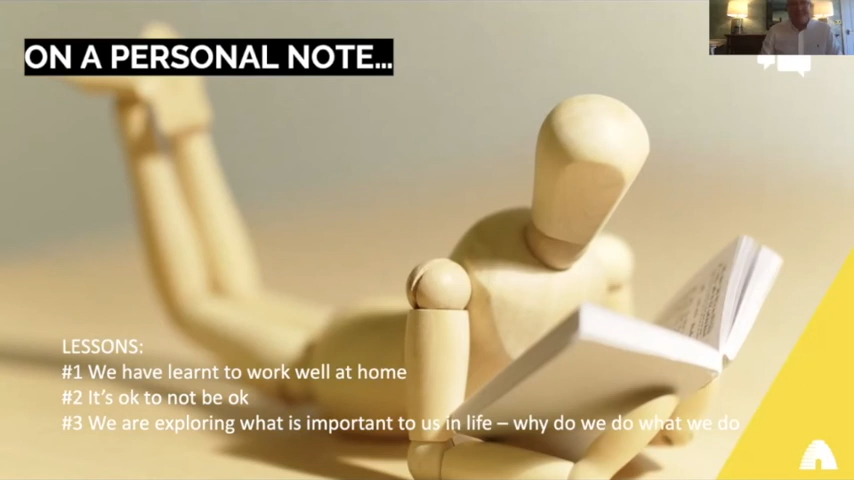 ON A PERSONAL NOTE...
LESSONS:
#1 We have learnt to work well at home
#2 It's ok to not be ok
#3 We are exploring what is important to us in life – why do we do what we do